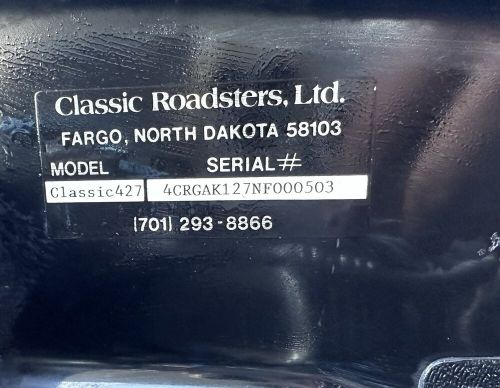 Classic Roadsters, Ltd.
FARGO, NORTH DAKOTA 58103
MODEL SERIAL#
Classic427 4CRGAK127NF000503
(701) 293-8866